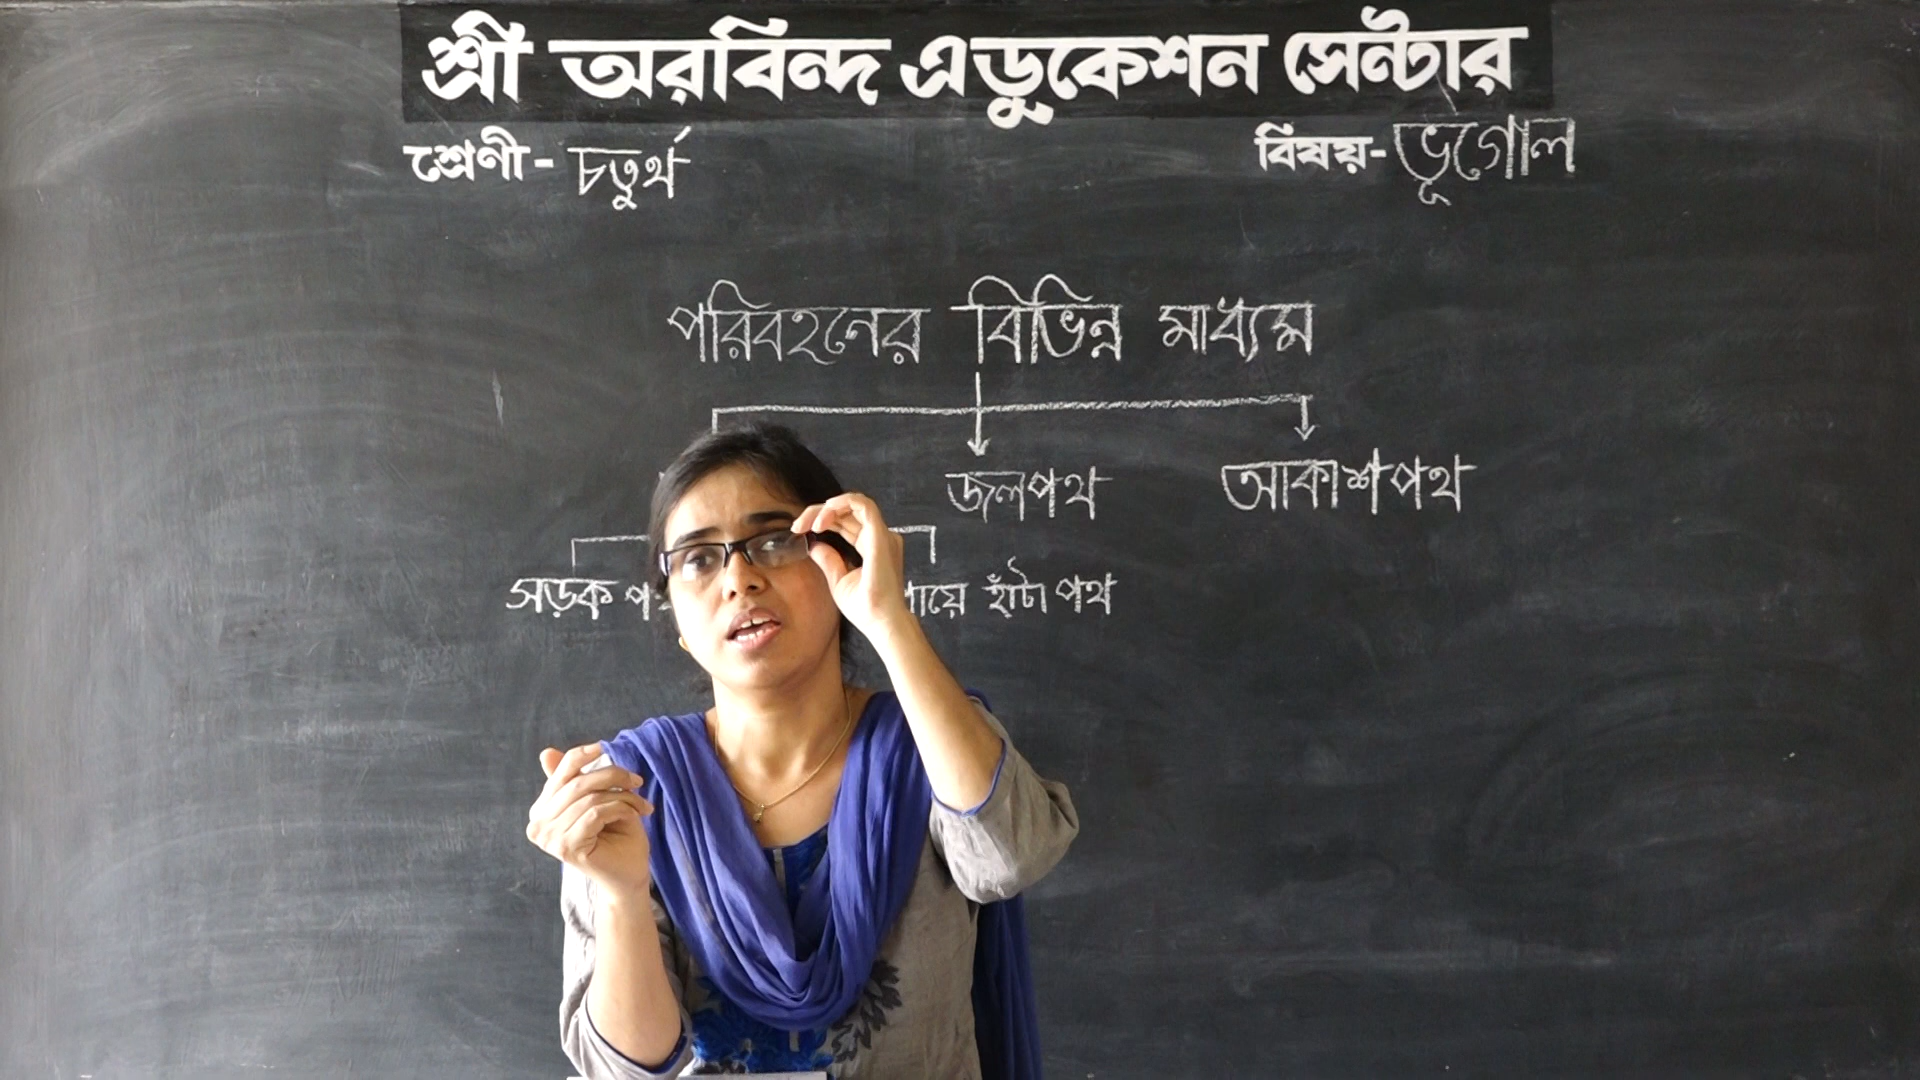 শ্রী অরবিন্দ এডুকেশন সেন্টার
শ্রেণী- চতুর্থ বিষয়- ভূগোল
পরিবহনের বিভিন্ন মাধ্যম
জলপথ আকাশপথ
সড়ক হাঁটা পথ